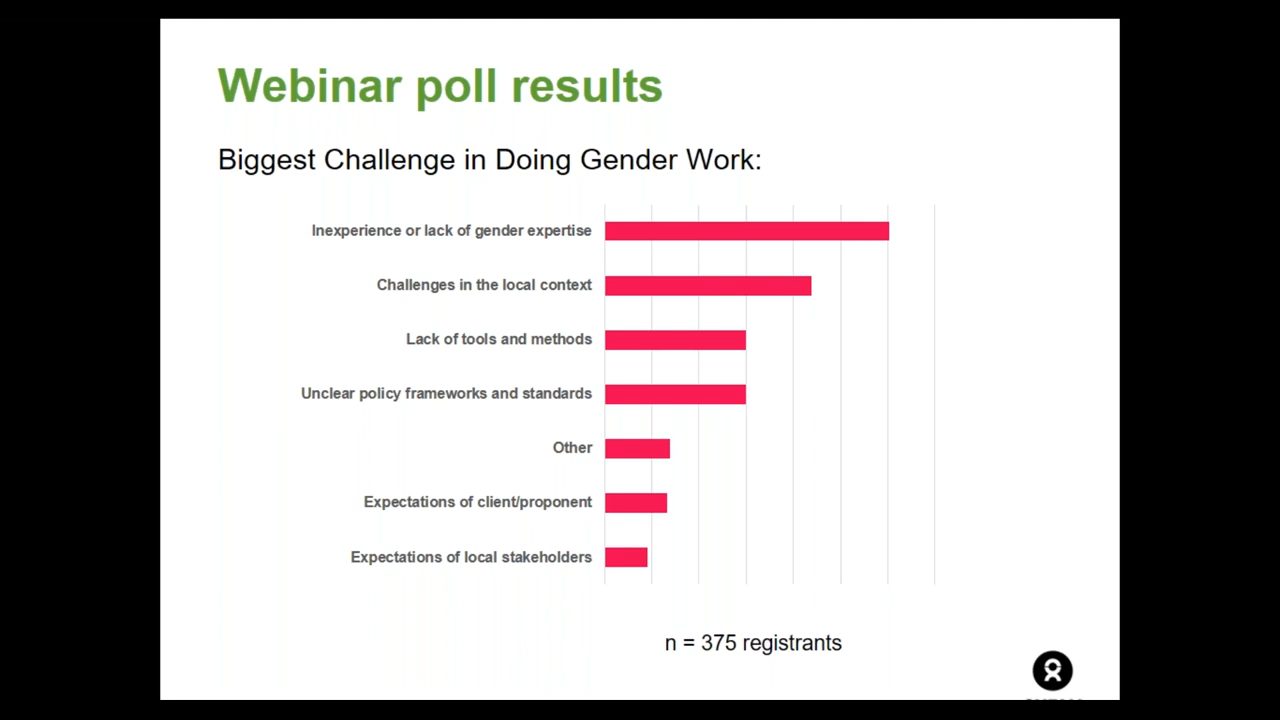 Webinar poll results
Biggest Challenge in Doing Gender Work:
Inexperience or lack of gender expertise
Challenges in the local context
Lack of tools and methods
Unclear policy frameworks and standards
Other
Expectations of client/proponent
Expectations of local stakeholders
n = 375 registrants